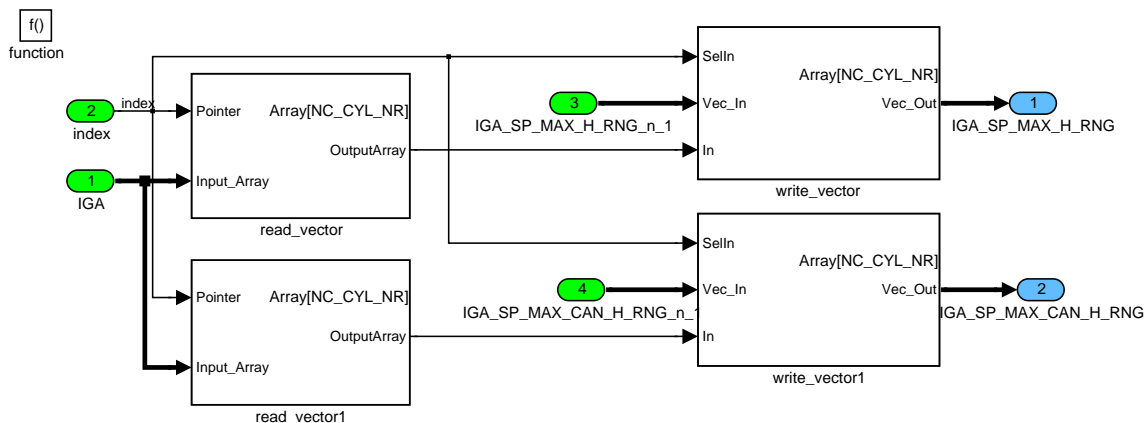 f()
function
SelIn
Array[NC_CYL_NR]
Vec_In
Vec_Out
In
write_vector
2
index
index
Pointer
Array[NC_CYL_NR]
OutputArray
Input_Array
read_vector
3
IGA_SP_MAX_H_RNG_n_1
1
IGA_SP_MAX_H_RNG
1
IGA
SelIn
Array[NC_CYL_NR]
Vec_In
Vec_Out
In
write_vector1
Pointer
Array[NC_CYL_NR]
OutputArray
Input_Array
read_vector1
4
IGA_SP_MAX_CAN_H_RNG_n_1
2
IGA_SP_MAX_CAN_H_RNG